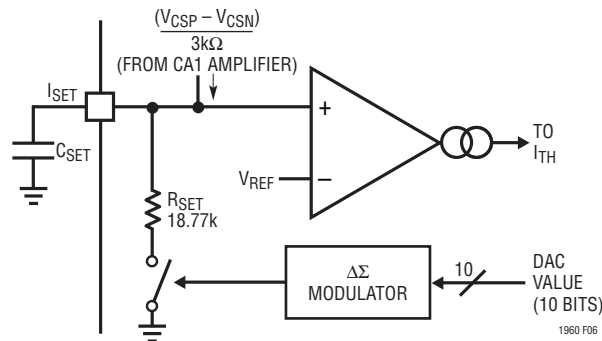 (V_CSP – V_CSN)
3kΩ
(FROM CA1 AMPLIFIER)
I_SET
C_SET
+
V_REF
–
TO
I_TH
R_SET
18.77k
ΔΣ
MODULATOR
10
DAC
VALUE
(10 BITS)
1960 F06